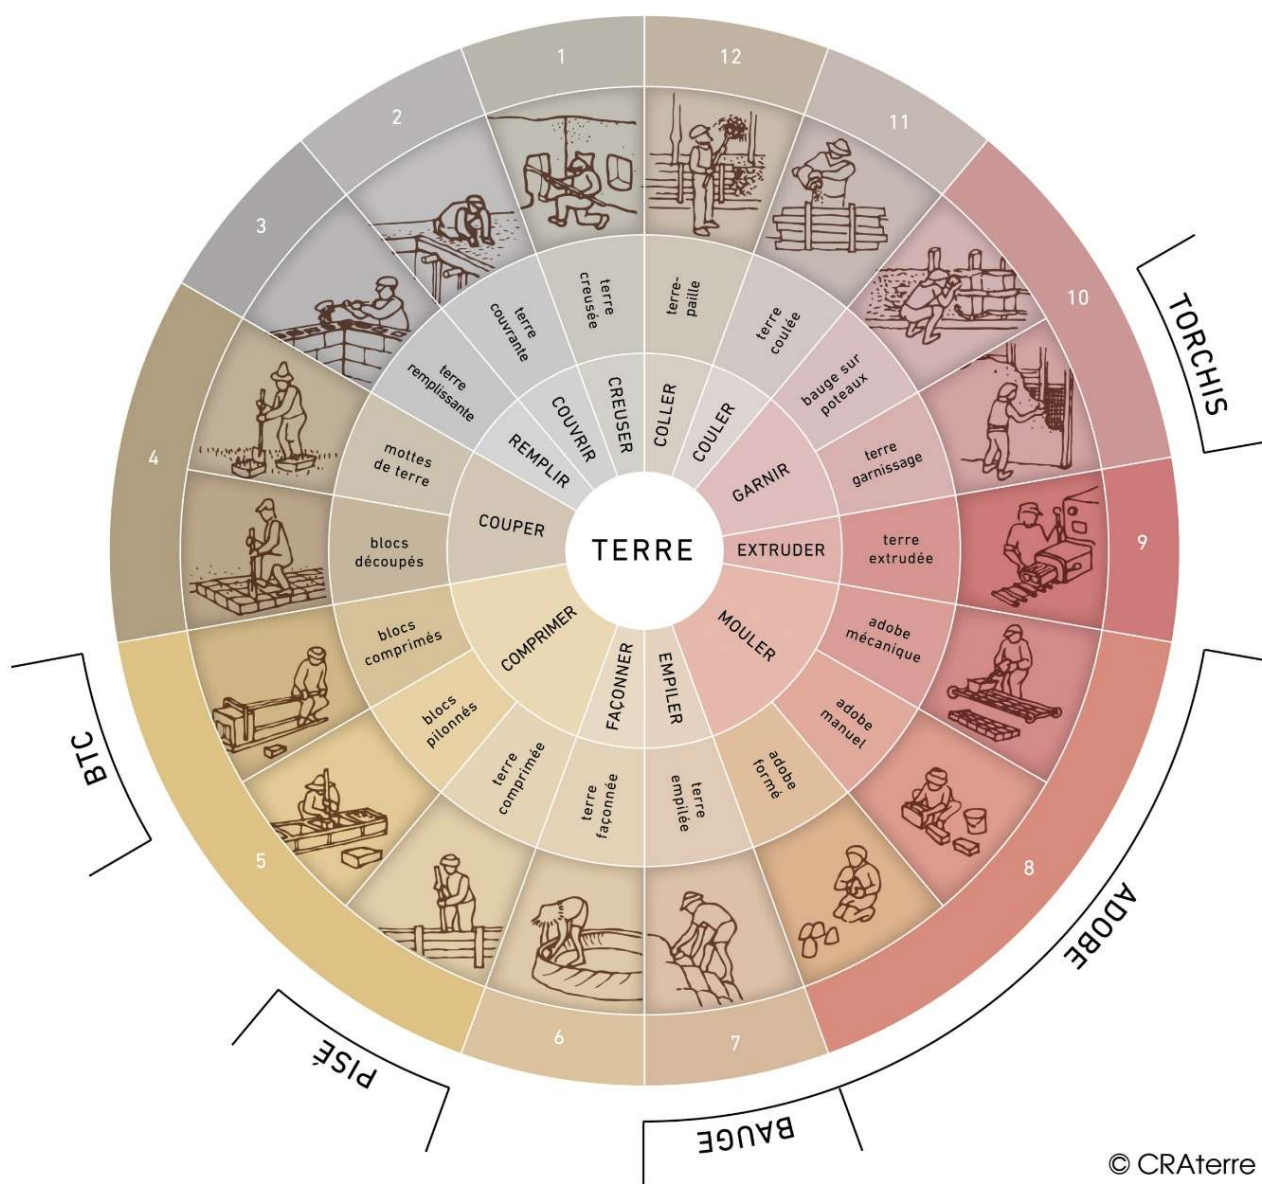 TERRE
1
terre
creusée
CREUSER
2
terre
couvrante
COUVRIR
3
terre
remplissante
REMPLIR
4
mottes
de terre
blocs
découpés
COUPER
5
blocs
comprimés
blocs
pilonnés
terre
comprimée
COMPRIMER
6
terre
façonnée
FAÇONNER
7
terre
empilée
EMPILER
8
adobe
formé
adobe
manuel
adobe
mécanique
MOULER
9
terre
extrudée
EXTRUDER
10
terre
garnissage
bauge sur
poteaux
GARNIR
11
terre
coulée
COULER
12
terre-
paille
COLLER
TORCHIS
ADOBE
BAUGE
PISÉ
BTC
© CRAterre